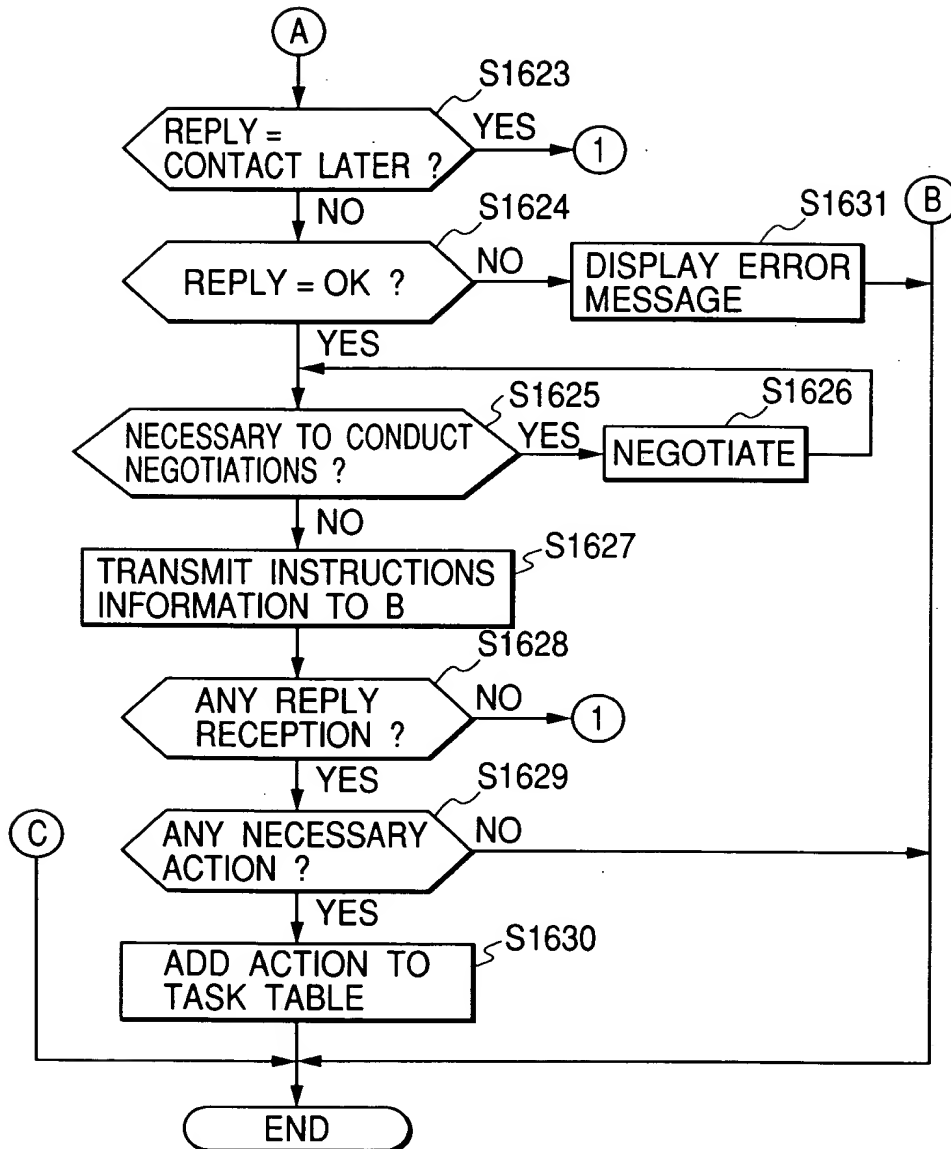 A
S1623
REPLY =
CONTACT LATER ?
YES
1
NO
S1624
REPLY = OK ?
NO
S1631
DISPLAY ERROR
MESSAGE
B
YES
S1625
NECESSARY TO CONDUCT
NEGOTIATIONS ?
YES
S1626
NEGOTIATE
NO
S1627
TRANSMIT INSTRUCTIONS
INFORMATION TO B
S1628
ANY REPLY
RECEPTION ?
NO
1
YES
S1629
C
ANY NECESSARY
ACTION ?
NO
YES
S1630
ADD ACTION TO
TASK TABLE
END